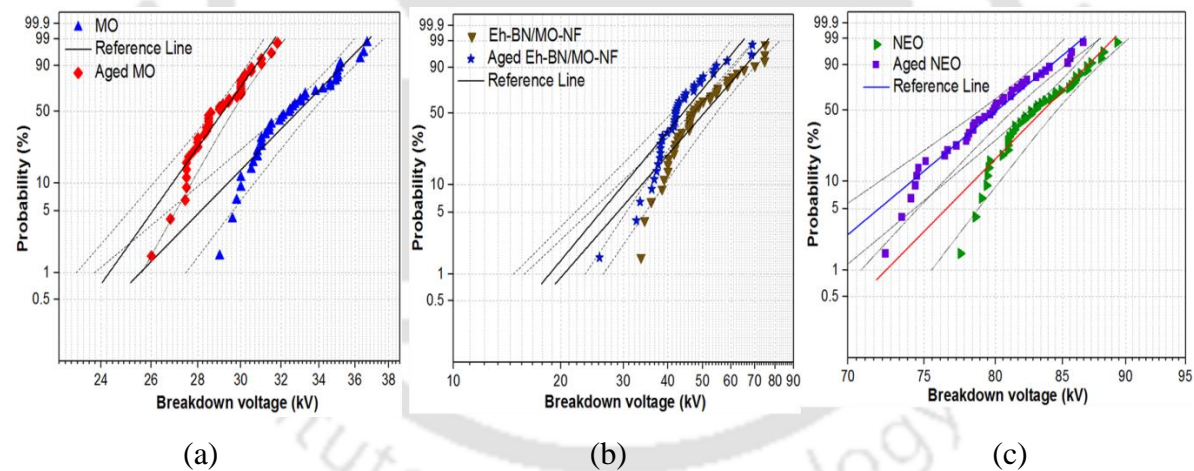 MO
Reference Line
Aged MO
Probability (%)
99.9
99
90
50
10
5
1
0.5
24 26 28 30 32 34 36 38
Breakdown voltage (kV)
(a)
Eh-BN/MO-NF
Aged Eh-BN/MO-NF
Reference Line
Probability (%)
99.9
99
90
50
10
5
1
0.5
10 20 30 40 50 60 70 80 90
Breakdown voltage (kV)
(b)
NEO
Aged NEO
Reference Line
Probability (%)
99.9
99
90
50
10
5
1
0.5
70 75 80 85 90 95
Breakdown voltage (kV)
(c)